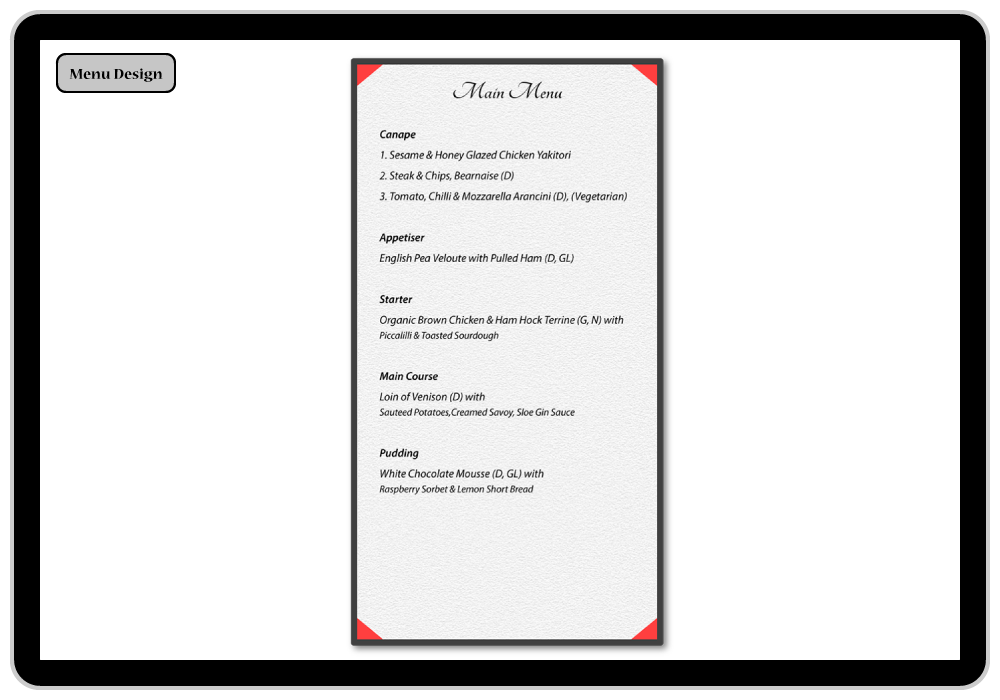 Menu Design
Main Menu
Canape
1. Sesame & Honey Glazed Chicken Yakitori
2. Steak & Chips, Bearnaise (D)
3. Tomato, Chilli & Mozzarella Arancini (D), (Vegetarian)
Appetiser
English Pea Veloute with Pulled Ham (D, GL)
Starter
Organic Brown Chicken & Ham Hock Terrine (G, N) with
Piccalilli & Toasted Sourdough
Main Course
Loin of Venison (D) with
Sauteed Potatoes,Creamed Savoy, Sloe Gin Sauce
Pudding
White Chocolate Mousse (D, GL) with
Raspberry Sorbet & Lemon Short Bread